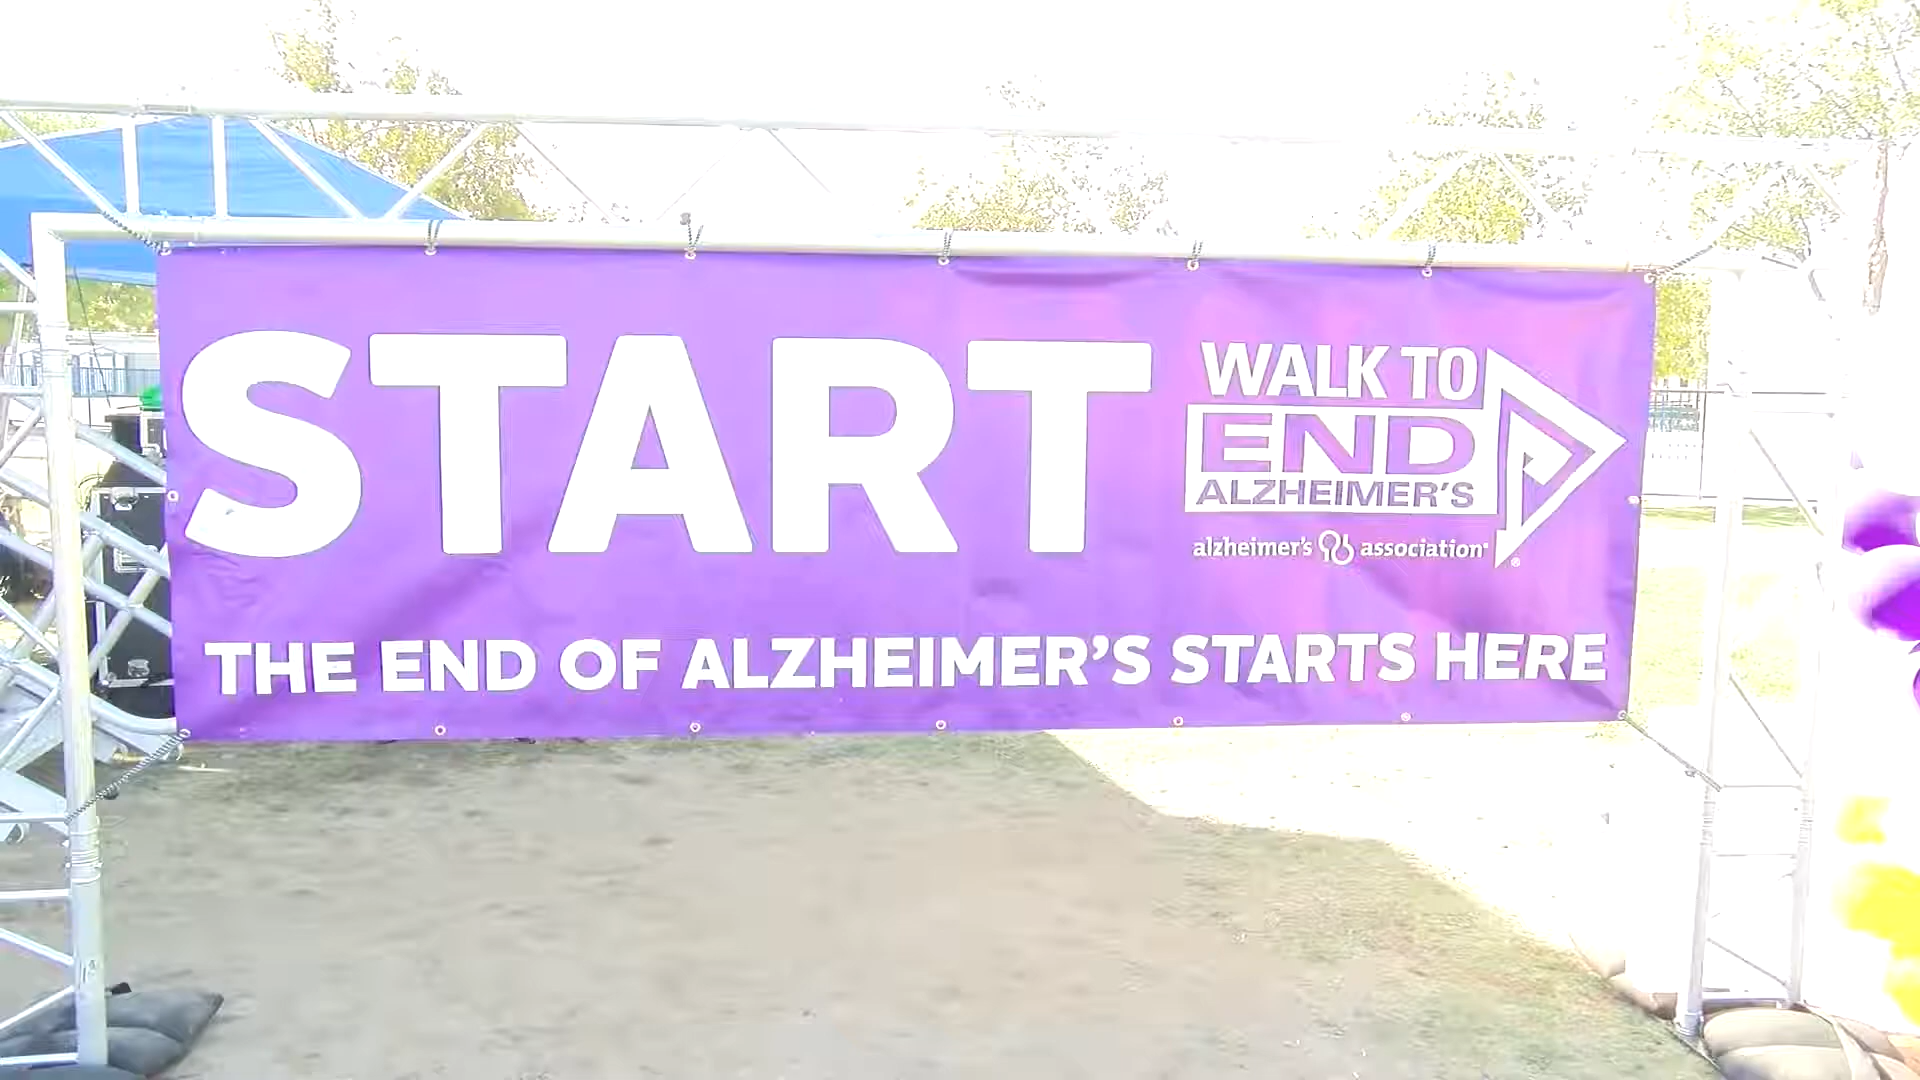 START
WALK TO
END
ALZHEIMER'S
alzheimer's association®
THE END OF ALZHEIMER'S STARTS HERE